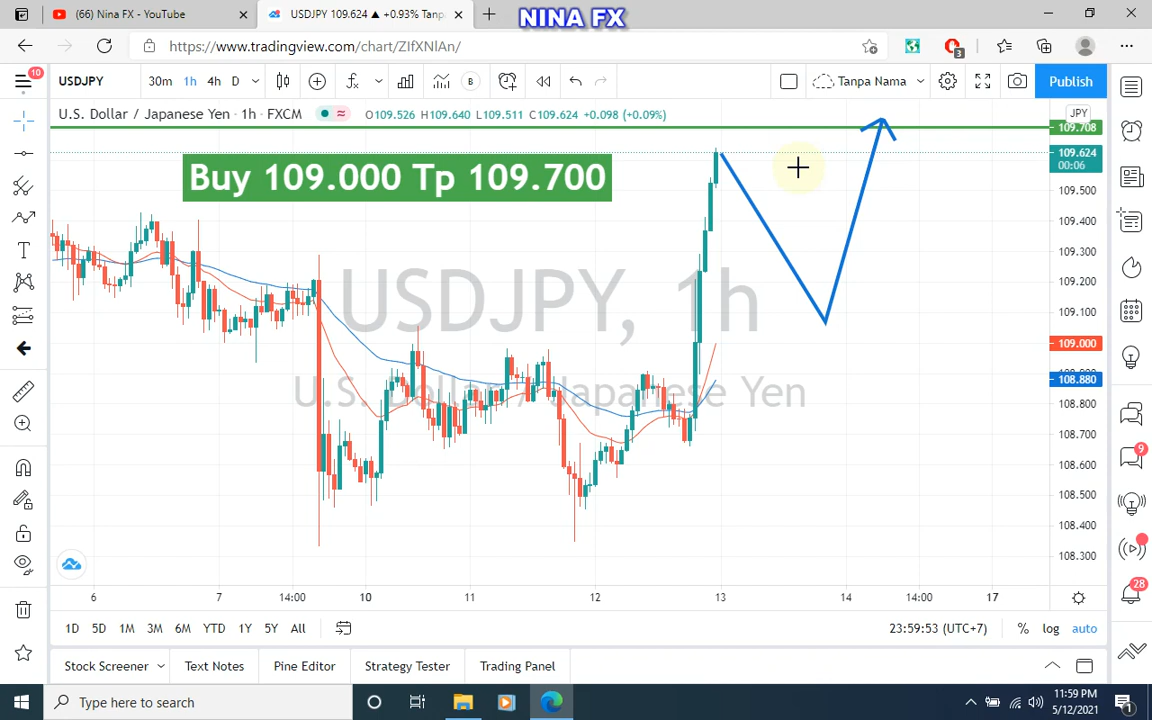 (66) Nina FX - YouTube
USDJPY 109.624 ▲ +0.93% Tanp
NINA FX
https://www.tradingview.com/chart/ZIfXNlAn/
3
10
USDJPY
30m 1h 4h D
B
Tanpa Nama
Publish
U.S. Dollar / Japanese Yen · 1h · FXCM
O109.526 H109.640 L109.511 C109.624 +0.098 (+0.09%)
JPY
109.708
109.624
00:06
Buy 109.000 Tp 109.700
109.500
109.400
109.300
109.200
109.100
109.000
108.880
108.800
108.700
108.600
108.500
108.400
108.300
USDJPY, 1h
U.S. Dollar / Japanese Yen
9
28
6 7 14:00 10 11 12 13 14 14:00 17
1D 5D 1M 3M 6M YTD 1Y 5Y All
23:59:53 (UTC+7)
% log auto
Stock Screener Text Notes Pine Editor Strategy Tester Trading Panel
Type here to search
11:59 PM
5/12/2021
1